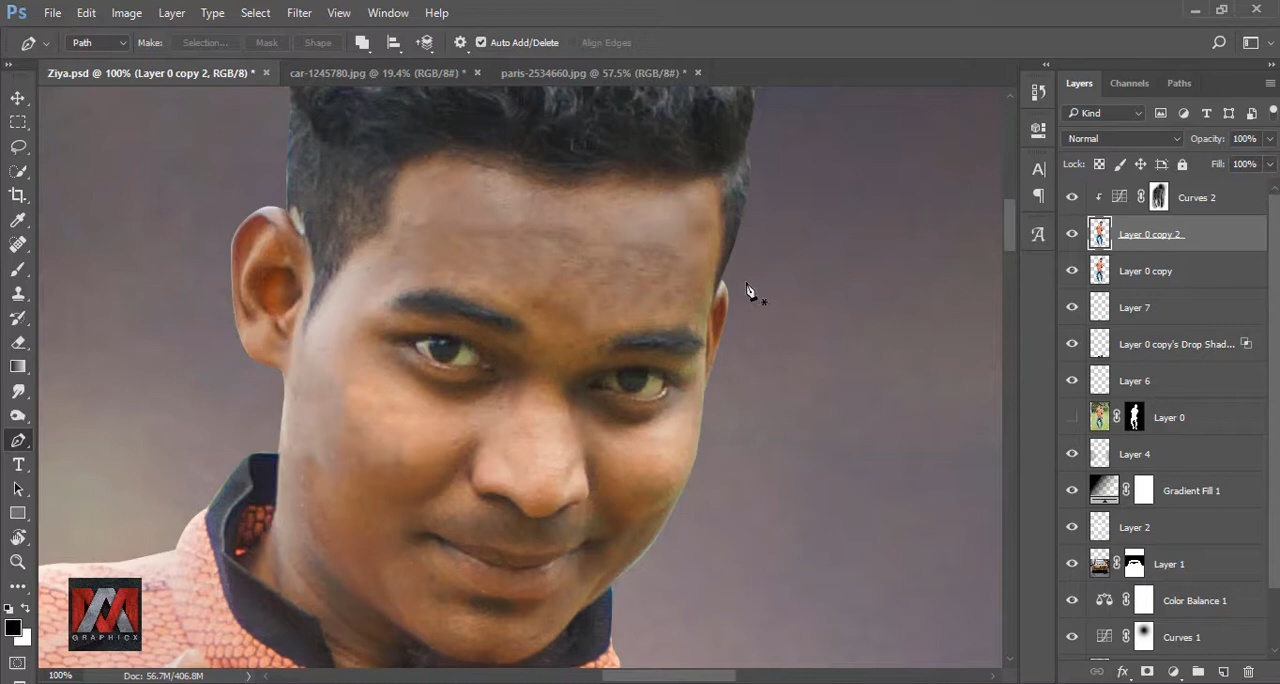 Ps File Edit Image Layer Type Select Filter View Window Help
Path Make: Selection... Mask Shape Auto Add/Delete Align Edges
Ziya.psd @ 100% (Layer 0 copy 2, RGB/8) * × car-1245780.jpg @ 19.4% (RGB/8#) * × paris-2534660.jpg @ 57.5% (RGB/8#) * ×
Layers Channels Paths
Kind
Normal Opacity: 100%
Lock: Fill: 100%
Curves 2
Layer 0 copy 2
Layer 0 copy
Layer 7
Layer 0 copy's Drop Shad...
Layer 6
Layer 0
Layer 4
Gradient Fill 1
Layer 2
Layer 1
Color Balance 1
Curves 1
GRAPHICX
100% Doc: 56.7M/406.8M